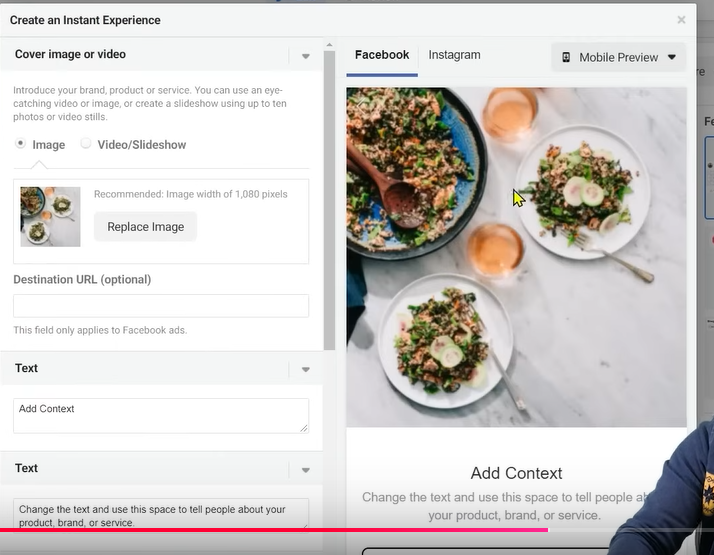 Create an Instant Experience
×
Cover image or video
Facebook
Instagram
Mobile Preview
Introduce your brand, product or service. You can use an eye-
catching video or image, or create a slideshow using up to ten
photos or video stills.
Image
Video/Slideshow
Recommended: Image width of 1,080 pixels
Replace Image
Destination URL (optional)
This field only applies to Facebook ads.
Text
Add Context
Text
Change the text and use this space to tell people about your
product, brand, or service.
Add Context
Change the text and use this space to tell people
your product, brand, or service.